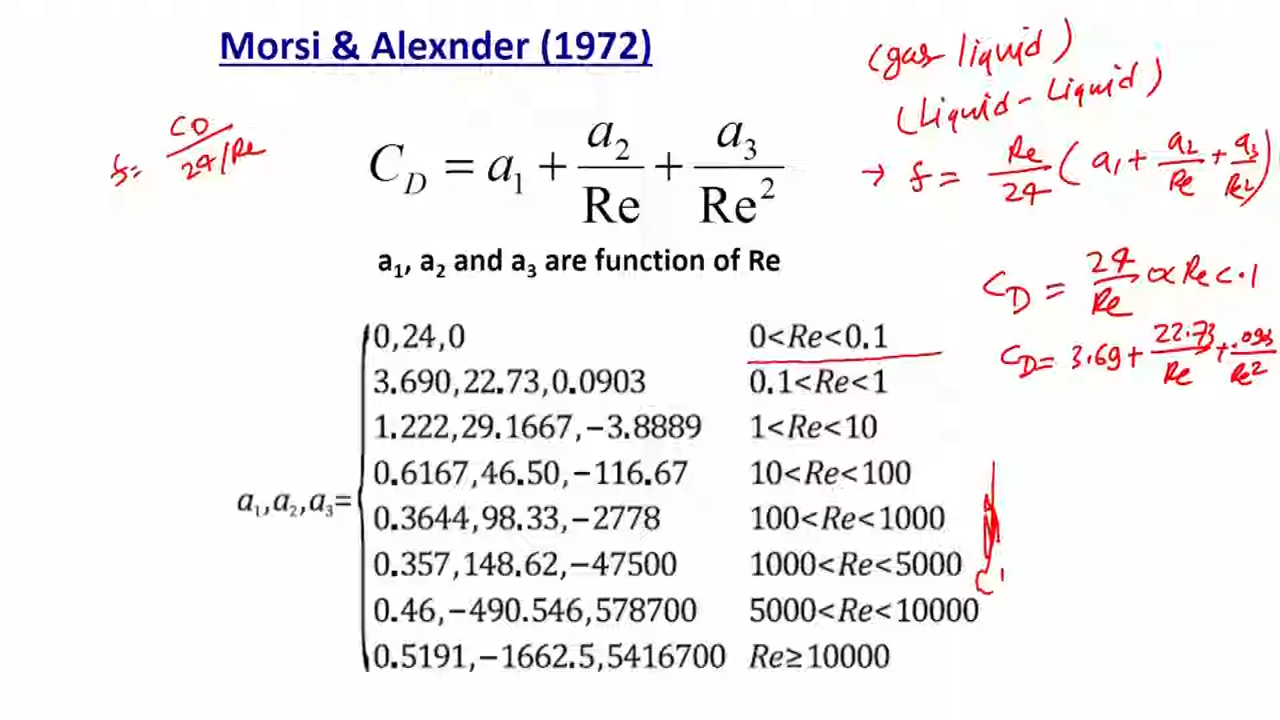 Morsi & Alexnder (1972)
(gas liquid)
(Liquid - Liquid)
f = CD / 24/Re
C_D = a₁ + a₂/Re + a₃/Re²
→ f = Re/24 ( a₁ + a₂/Re + a₃/Re² )
a₁, a₂ and a₃ are function of Re
C_D = 24/Re ∝ Re < .1
C_D = 3.69 + 22.73/Re + .093/Re²
a₁,a₂,a₃=
0,24,0 0<Re<0.1
3.690,22.73,0.0903 0.1<Re<1
1.222,29.1667,−3.8889 1<Re<10
0.6167,46.50,−116.67 10<Re<100
0.3644,98.33,−2778 100<Re<1000
0.357,148.62,−47500 1000<Re<5000
0.46,−490.546,578700 5000<Re<10000
0.5191,−1662.5,5416700 Re≥10000